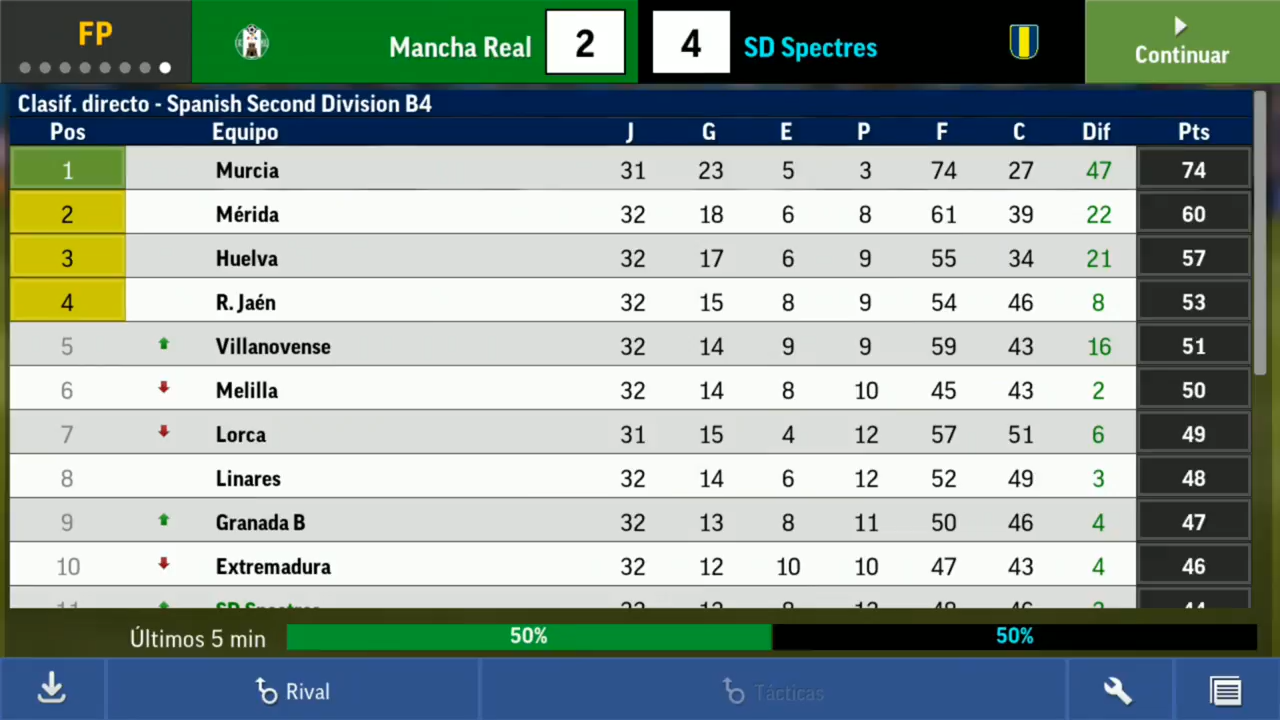 FP Mancha Real 2 4 SD Spectres Continuar
Clasif. directo - Spanish Second Division B4
Pos Equipo J G E P F C Dif Pts
1 Murcia 31 23 5 3 74 27 47 74
2 Mérida 32 18 6 8 61 39 22 60
3 Huelva 32 17 6 9 55 34 21 57
4 R. Jaén 32 15 8 9 54 46 8 53
5 Villanovense 32 14 9 9 59 43 16 51
6 Melilla 32 14 8 10 45 43 2 50
7 Lorca 31 15 4 12 57 51 6 49
8 Linares 32 14 6 12 52 49 3 48
9 Granada B 32 13 8 11 50 46 4 47
10 Extremadura 32 12 10 10 47 43 4 46
11 SD Spectres
Últimos 5 min 50% 50%
Rival Tácticas